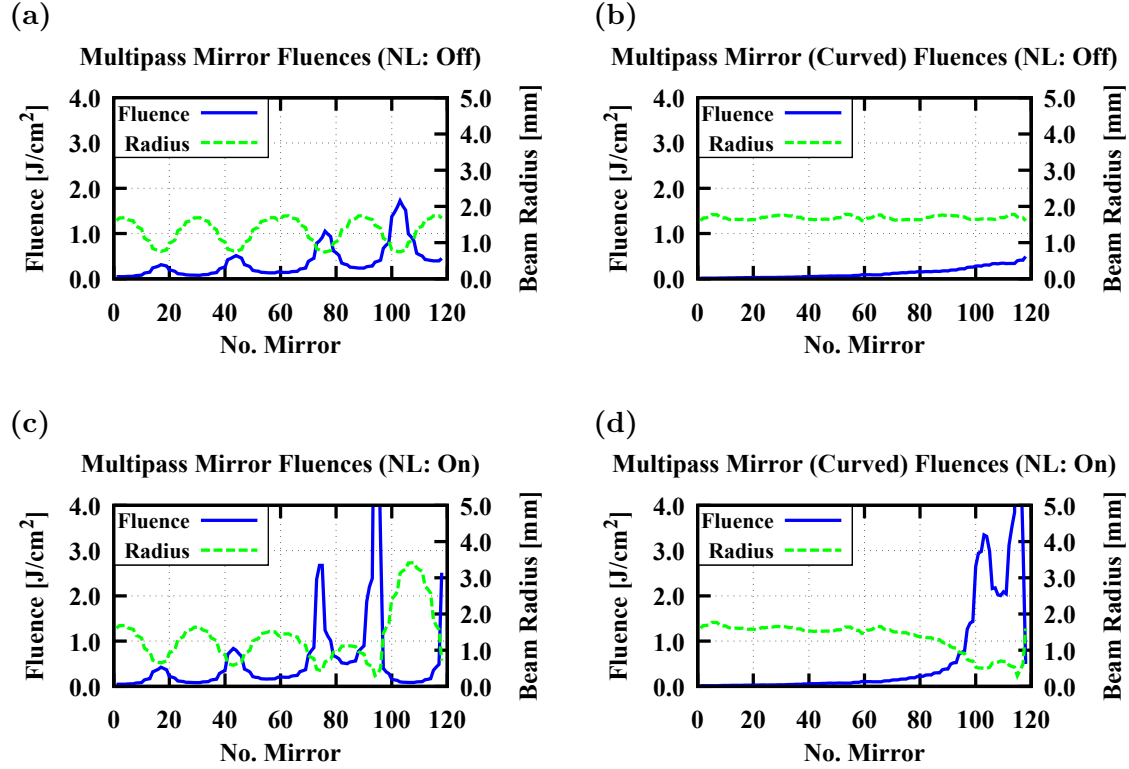 (a)
Multipass Mirror Fluences (NL: Off)
Fluence [J/cm²]
4.0
3.0
2.0
1.0
0.0
Fluence
Radius
5.0
4.0
3.0
2.0
1.0
0.0
Beam Radius [mm]
0 20 40 60 80 100 120
No. Mirror
(b)
Multipass Mirror (Curved) Fluences (NL: Off)
Fluence [J/cm²]
4.0
3.0
2.0
1.0
0.0
Fluence
Radius
5.0
4.0
3.0
2.0
1.0
0.0
Beam Radius [mm]
0 20 40 60 80 100 120
No. Mirror
(c)
Multipass Mirror Fluences (NL: On)
Fluence [J/cm²]
4.0
3.0
2.0
1.0
0.0
Fluence
Radius
5.0
4.0
3.0
2.0
1.0
0.0
Beam Radius [mm]
0 20 40 60 80 100 120
No. Mirror
(d)
Multipass Mirror (Curved) Fluences (NL: On)
Fluence [J/cm²]
4.0
3.0
2.0
1.0
0.0
Fluence
Radius
5.0
4.0
3.0
2.0
1.0
0.0
Beam Radius [mm]
0 20 40 60 80 100 120
No. Mirror